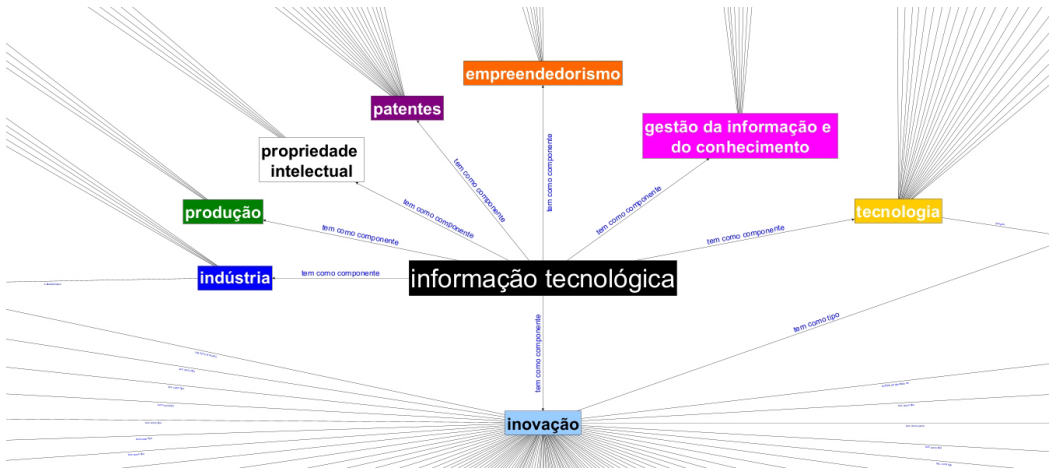 empreendedorismo
patentes
gestão da informação e
do conhecimento
propriedade
intelectual
produção
tecnologia
indústria
informação tecnológica
inovação
tem como componente
tem como componente
tem como componente
tem como componente
tem como componente
tem como componente
tem como componente
tem como componente
tem como tipo